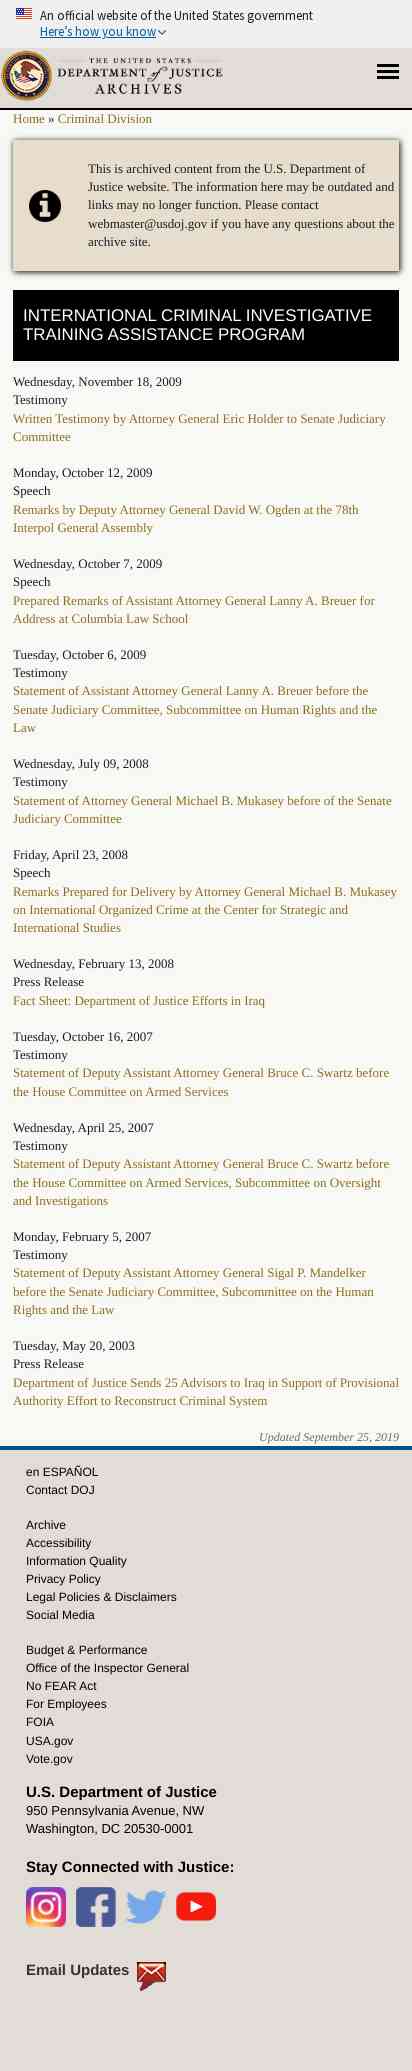 An official website of the United States government
Here's how you know
THE UNITED STATES
DEPARTMENT of JUSTICE
ARCHIVES
Home » Criminal Division
This is archived content from the U.S. Department of
Justice website. The information here may be outdated and
links may no longer function. Please contact
webmaster@usdoj.gov if you have any questions about the
archive site.
INTERNATIONAL CRIMINAL INVESTIGATIVE
TRAINING ASSISTANCE PROGRAM
Wednesday, November 18, 2009
Testimony
Written Testimony by Attorney General Eric Holder to Senate Judiciary
Committee
Monday, October 12, 2009
Speech
Remarks by Deputy Attorney General David W. Ogden at the 78th
Interpol General Assembly
Wednesday, October 7, 2009
Speech
Prepared Remarks of Assistant Attorney General Lanny A. Breuer for
Address at Columbia Law School
Tuesday, October 6, 2009
Testimony
Statement of Assistant Attorney General Lanny A. Breuer before the
Senate Judiciary Committee, Subcommittee on Human Rights and the
Law
Wednesday, July 09, 2008
Testimony
Statement of Attorney General Michael B. Mukasey before of the Senate
Judiciary Committee
Friday, April 23, 2008
Speech
Remarks Prepared for Delivery by Attorney General Michael B. Mukasey
on International Organized Crime at the Center for Strategic and
International Studies
Wednesday, February 13, 2008
Press Release
Fact Sheet: Department of Justice Efforts in Iraq
Tuesday, October 16, 2007
Testimony
Statement of Deputy Assistant Attorney General Bruce C. Swartz before
the House Committee on Armed Services
Wednesday, April 25, 2007
Testimony
Statement of Deputy Assistant Attorney General Bruce C. Swartz before
the House Committee on Armed Services, Subcommittee on Oversight
and Investigations
Monday, February 5, 2007
Testimony
Statement of Deputy Assistant Attorney General Sigal P. Mandelker
before the Senate Judiciary Committee, Subcommittee on the Human
Rights and the Law
Tuesday, May 20, 2003
Press Release
Department of Justice Sends 25 Advisors to Iraq in Support of Provisional
Authority Effort to Reconstruct Criminal System
Updated September 25, 2019
en ESPAÑOL
Contact DOJ
Archive
Accessibility
Information Quality
Privacy Policy
Legal Policies & Disclaimers
Social Media
Budget & Performance
Office of the Inspector General
No FEAR Act
For Employees
FOIA
USA.gov
Vote.gov
U.S. Department of Justice
950 Pennsylvania Avenue, NW
Washington, DC 20530-0001
Stay Connected with Justice:
Email Updates